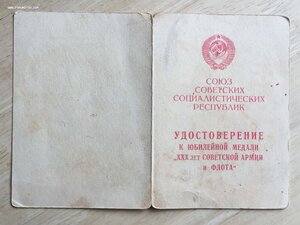 СОЮЗ
СОВЕТСКИХ
СОЦИАЛИСТИЧЕСКИХ
РЕСПУБЛИК
УДОСТОВЕРЕНИЕ
К ЮБИЛЕЙНОЙ МЕДАЛИ
„XXX ЛЕТ СОВЕТСКОЙ АРМИИ
И ФЛОТА“